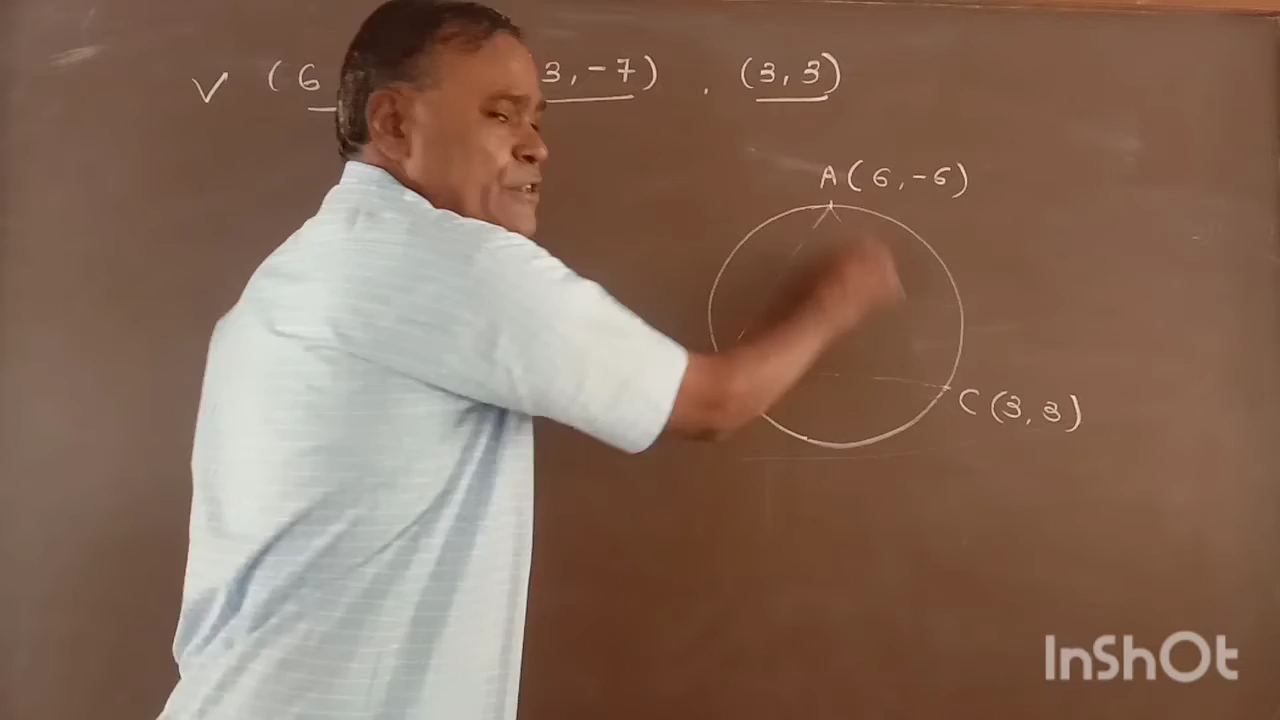 √ (6 3,-7) . (3,3)
A(6,-6)
C(3,3)
InShOt